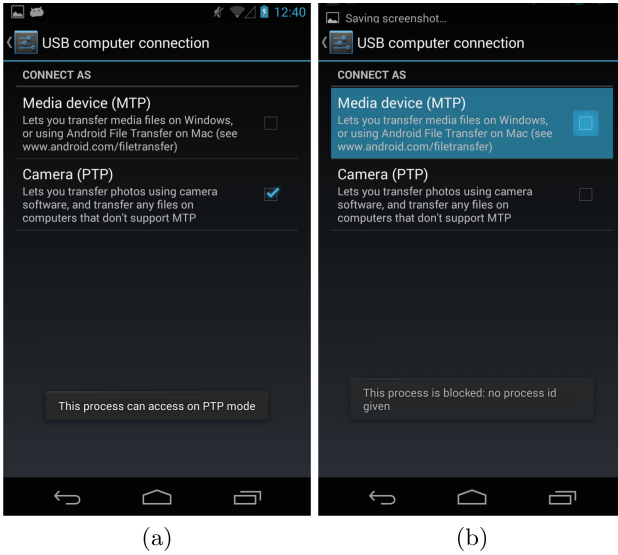 12:40
USB computer connection
CONNECT AS
Media device (MTP)
Lets you transfer media files on Windows,
or using Android File Transfer on Mac (see
www.android.com/filetransfer)
Camera (PTP)
Lets you transfer photos using camera
software, and transfer any files on
computers that don't support MTP
This process can access on PTP mode
(a)
Saving screenshot...
USB computer connection
CONNECT AS
Media device (MTP)
Lets you transfer media files on Windows,
or using Android File Transfer on Mac (see
www.android.com/filetransfer)
Camera (PTP)
Lets you transfer photos using camera
software, and transfer any files on
computers that don't support MTP
This process is blocked: no process id
given
(b)